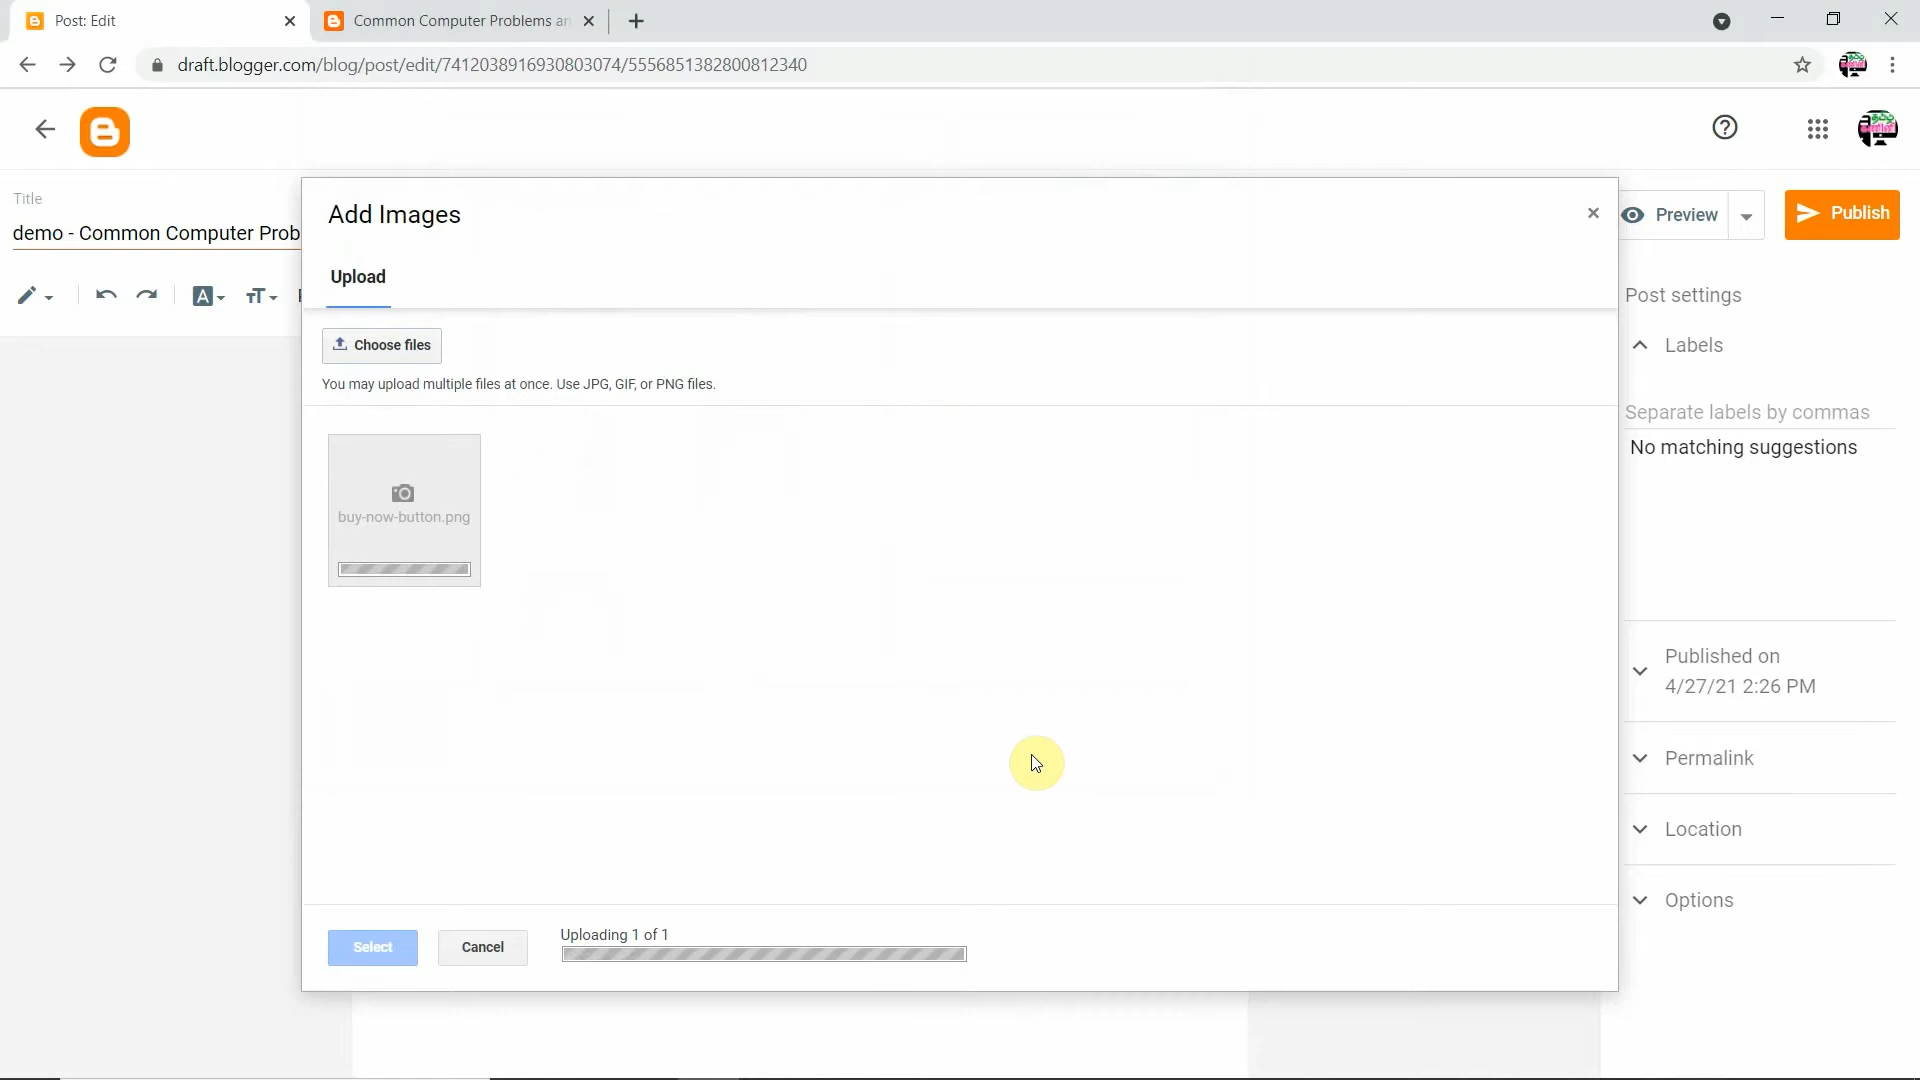 Post: Edit
Common Computer Problems an
draft.blogger.com/blog/post/edit/7412038916930803074/5556851382800812340
Title
demo - Common Computer Prob
Add Images
Upload
Choose files
You may upload multiple files at once. Use JPG, GIF, or PNG files.
buy-now-button.png
Select
Cancel
Uploading 1 of 1
Preview
Publish
Post settings
Labels
Separate labels by commas
No matching suggestions
Published on
4/27/21 2:26 PM
Permalink
Location
Options